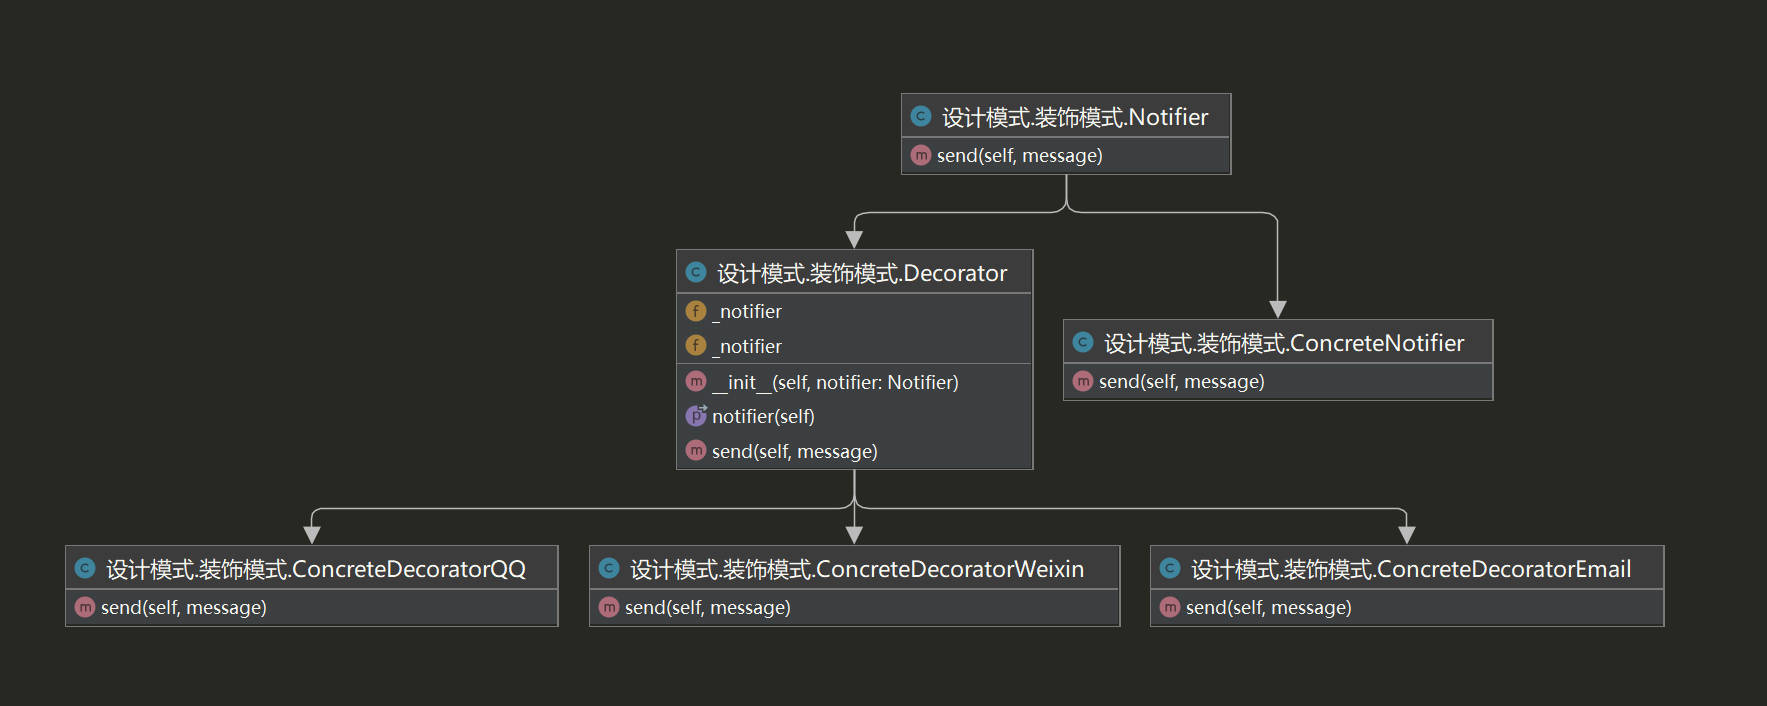 C 设计模式.装饰模式.Notifier
m send(self, message)
C 设计模式.装饰模式.Decorator
f _notifier
f _notifier
m __init__(self, notifier: Notifier)
p notifier(self)
m send(self, message)
C 设计模式.装饰模式.ConcreteNotifier
m send(self, message)
C 设计模式.装饰模式.ConcreteDecoratorQQ
m send(self, message)
C 设计模式.装饰模式.ConcreteDecoratorWeixin
m send(self, message)
C 设计模式.装饰模式.ConcreteDecoratorEmail
m send(self, message)